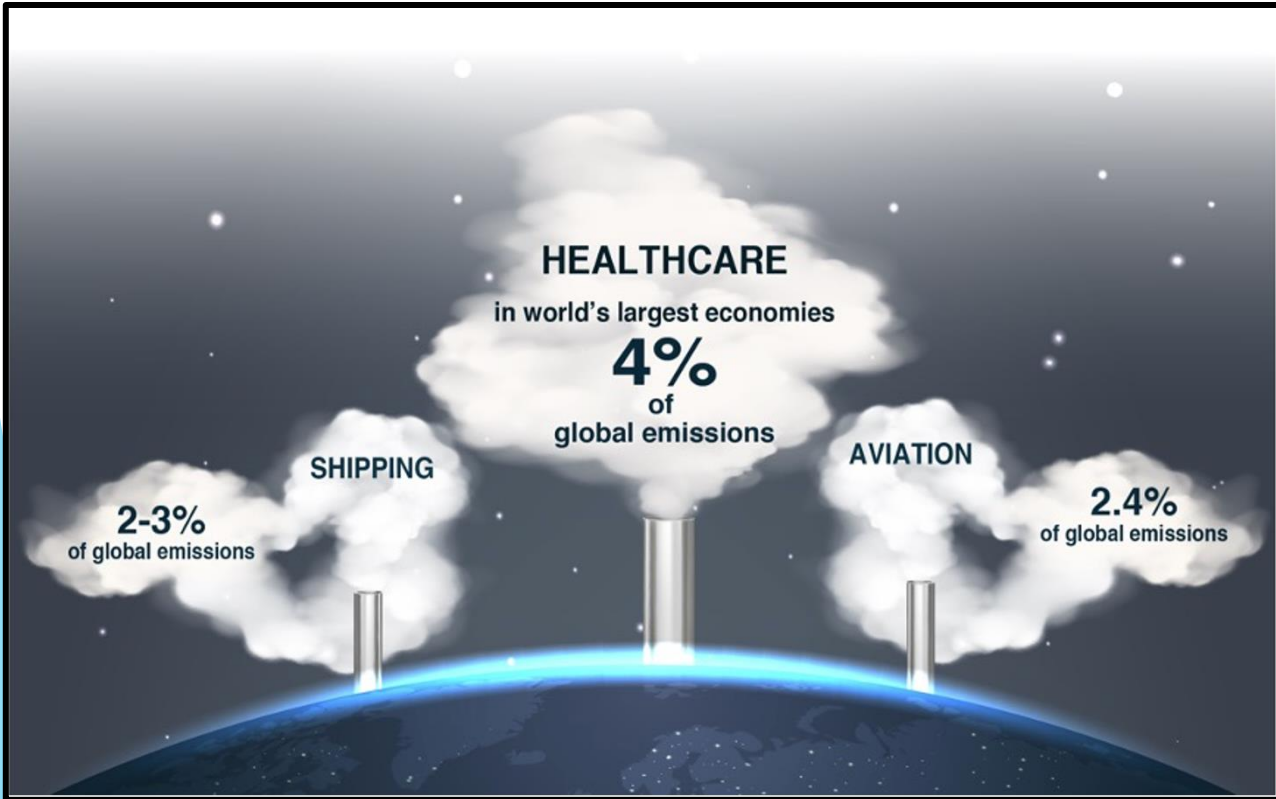 HEALTHCARE
in world's largest economies
4%
of
global emissions
SHIPPING
2-3%
of global emissions
AVIATION
2.4%
of global emissions